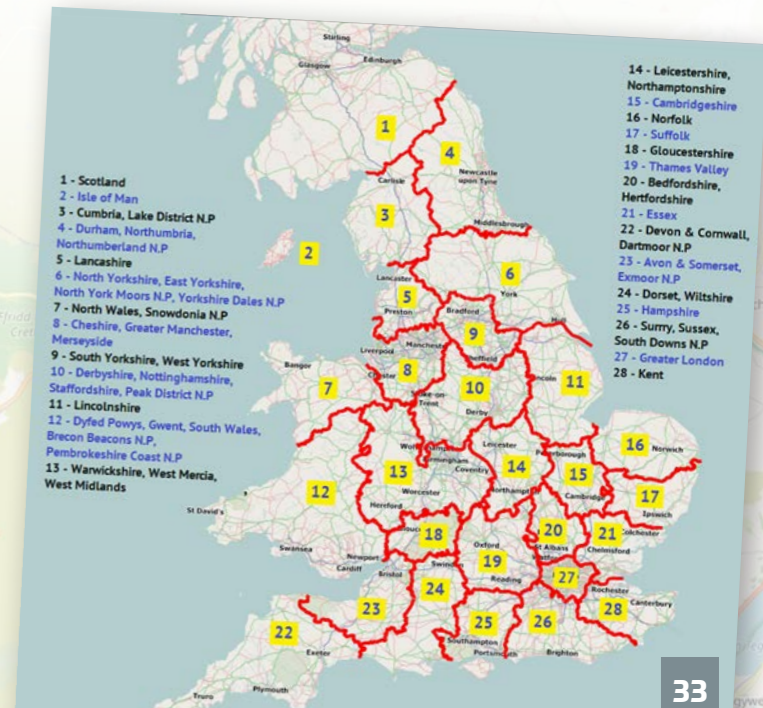 1 - Scotland
2 - Isle of Man
3 - Cumbria, Lake District N.P
4 - Durham, Northumbria,
Northumberland N.P
5 - Lancashire
6 - North Yorkshire, East Yorkshire,
North York Moors N.P, Yorkshire Dales N.P
7 - North Wales, Snowdonia N.P
8 - Cheshire, Greater Manchester,
Merseyside
9 - South Yorkshire, West Yorkshire
10 - Derbyshire, Nottinghamshire,
Staffordshire, Peak District N.P
11 - Lincolnshire
12 - Dyfed Powys, Gwent, South Wales,
Brecon Beacons N.P,
Pembrokeshire Coast N.P
13 - Warwickshire, West Mercia,
West Midlands
14 - Leicestershire,
Northamptonshire
15 - Cambridgeshire
16 - Norfolk
17 - Suffolk
18 - Gloucestershire
19 - Thames Valley
20 - Bedfordshire,
Hertfordshire
21 - Essex
22 - Devon & Cornwall,
Dartmoor N.P
23 - Avon & Somerset,
Exmoor N.P
24 - Dorset, Wiltshire
25 - Hampshire
26 - Surrry, Sussex,
South Downs N.P
27 - Greater London
28 - Kent
Stirling
Glasgow
Edinburgh
1
4
Newcastle
upon Tyne
Carlisle
3
Middlesbrough
2
6
York
Lancaster
5
Preston
Bradford
Hull
9
Manchester
Liverpool
Sheffield
Bangor
Chester
8
7
10
Lincoln
11
Stoke-on-
Trent
Derby
Leicester
Peterborough
16
Norwich
Birmingham
Coventry
13
14
15
Worcester
Northampton
Cambridge
17
Ipswich
12
Hereford
St David's
18
20
21
Colchester
Oxford
St Albans
Chelmsford
Swansea
Newport
Cardiff
Swindon
19
27
Bristol
24
Reading
Rochester
Canterbury
23
25
26
28
22
Southampton
Exeter
Portsmouth
Brighton
Plymouth
Truro
33